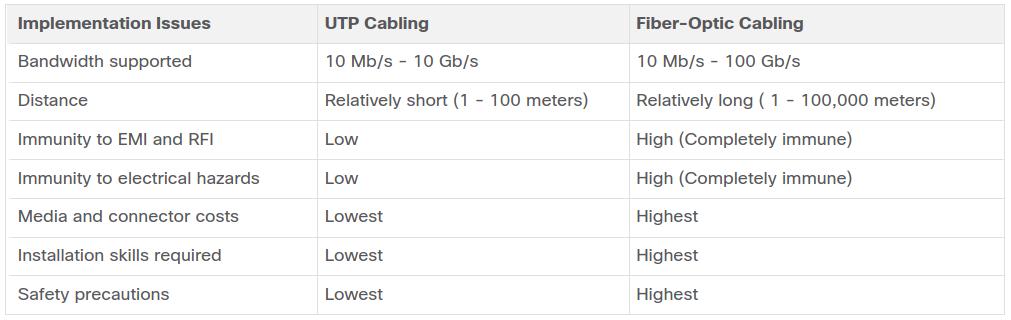 Implementation Issues UTP Cabling Fiber-Optic Cabling
Bandwidth supported 10 Mb/s - 10 Gb/s 10 Mb/s - 100 Gb/s
Distance Relatively short (1 - 100 meters) Relatively long ( 1 - 100,000 meters)
Immunity to EMI and RFI Low High (Completely immune)
Immunity to electrical hazards Low High (Completely immune)
Media and connector costs Lowest Highest
Installation skills required Lowest Highest
Safety precautions Lowest Highest